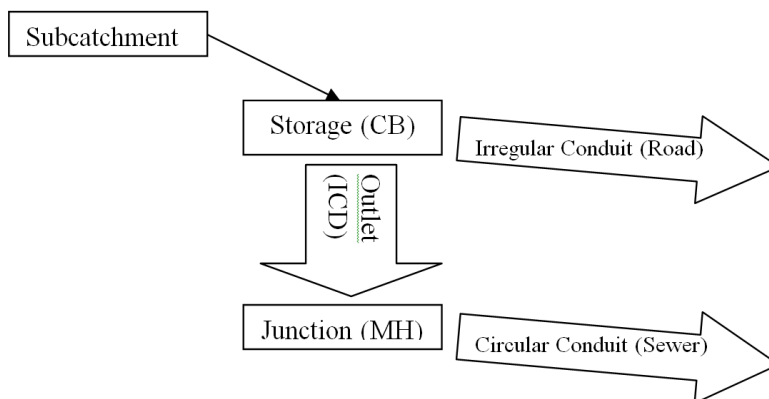 Subcatchment
Storage (CB)
Irregular Conduit (Road)
Outlet
(ICD)
Junction (MH)
Circular Conduit (Sewer)